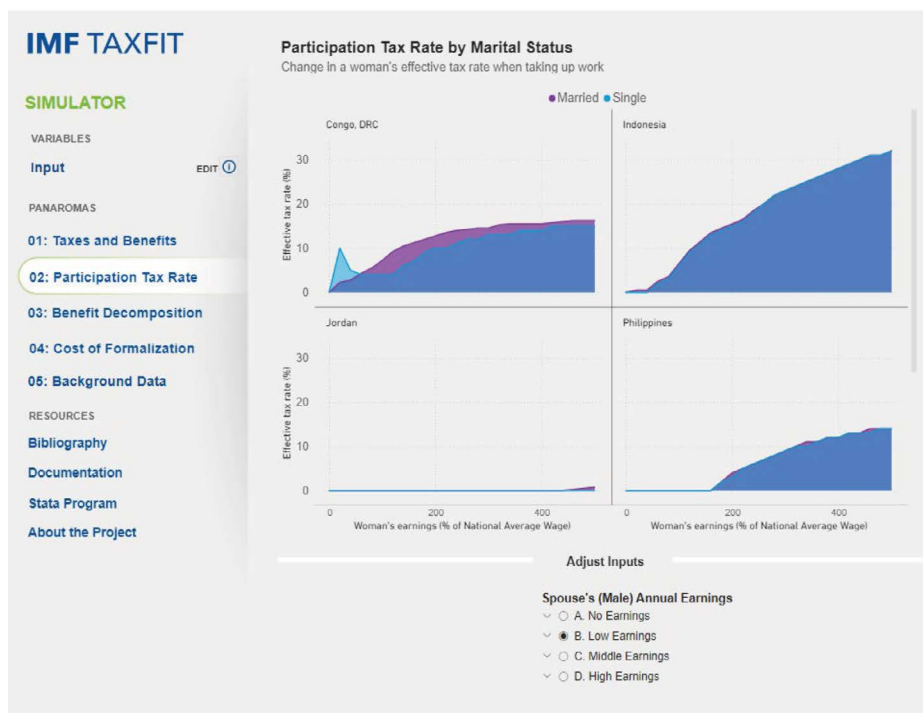 IMF TAXFIT
SIMULATOR
VARIABLES
Input EDIT
PANAROMAS
01: Taxes and Benefits
02: Participation Tax Rate
03: Benefit Decomposition
04: Cost of Formalization
05: Background Data
RESOURCES
Bibliography
Documentation
Stata Program
About the Project
Participation Tax Rate by Marital Status
Change in a woman's effective tax rate when taking up work
Married Single
Congo, DRC
Effective tax rate (%)
30
20
10
0
Indonesia
Jordan
Effective tax rate (%)
30
20
10
0
0 200 400
Woman's earnings (% of National Average Wage)
Philippines
0 200 400
Woman's earnings (% of National Average Wage)
Adjust Inputs
Spouse's (Male) Annual Earnings
A. No Earnings
B. Low Earnings
C. Middle Earnings
D. High Earnings